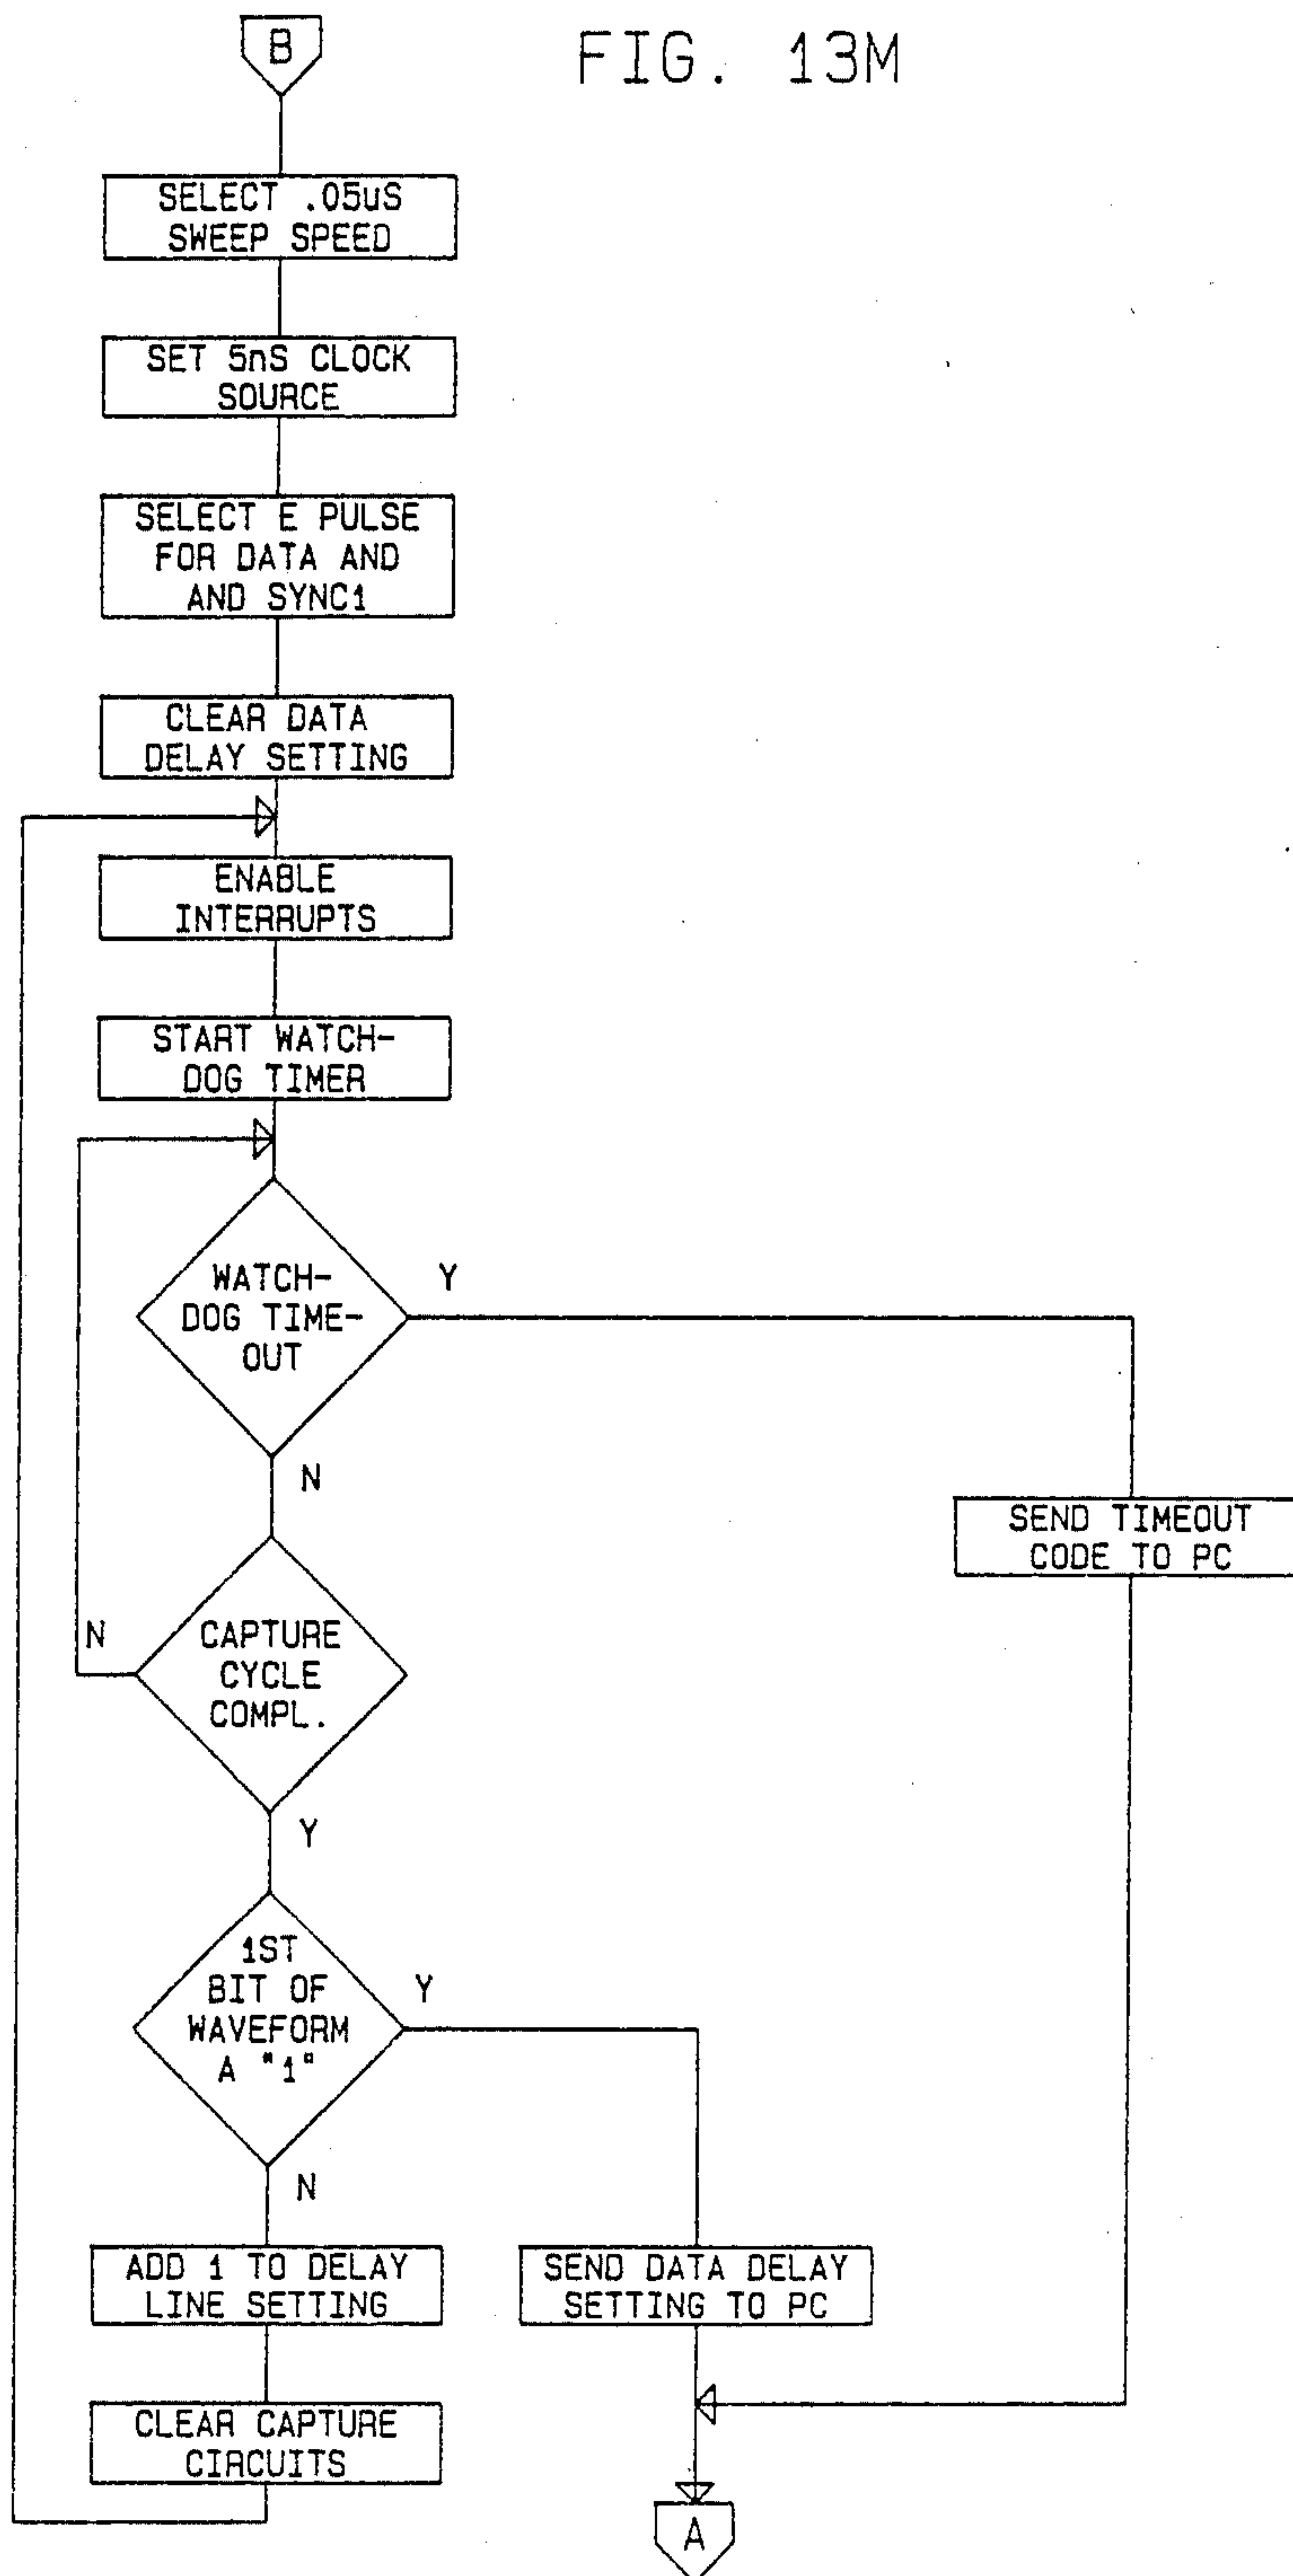 B
FIG. 13M
SELECT .05uS
SWEEP SPEED
SET 5nS CLOCK
SOURCE
SELECT E PULSE
FOR DATA AND
AND SYNC1
CLEAR DATA
DELAY SETTING
ENABLE
INTERRUPTS
START WATCH-
DOG TIMER
WATCH-
DOG TIME-
OUT
Y
N
SEND TIMEOUT
CODE TO PC
CAPTURE
CYCLE
COMPL.
N
Y
1ST
BIT OF
WAVEFORM
A "1"
Y
N
ADD 1 TO DELAY
LINE SETTING
SEND DATA DELAY
SETTING TO PC
CLEAR CAPTURE
CIRCUITS
A